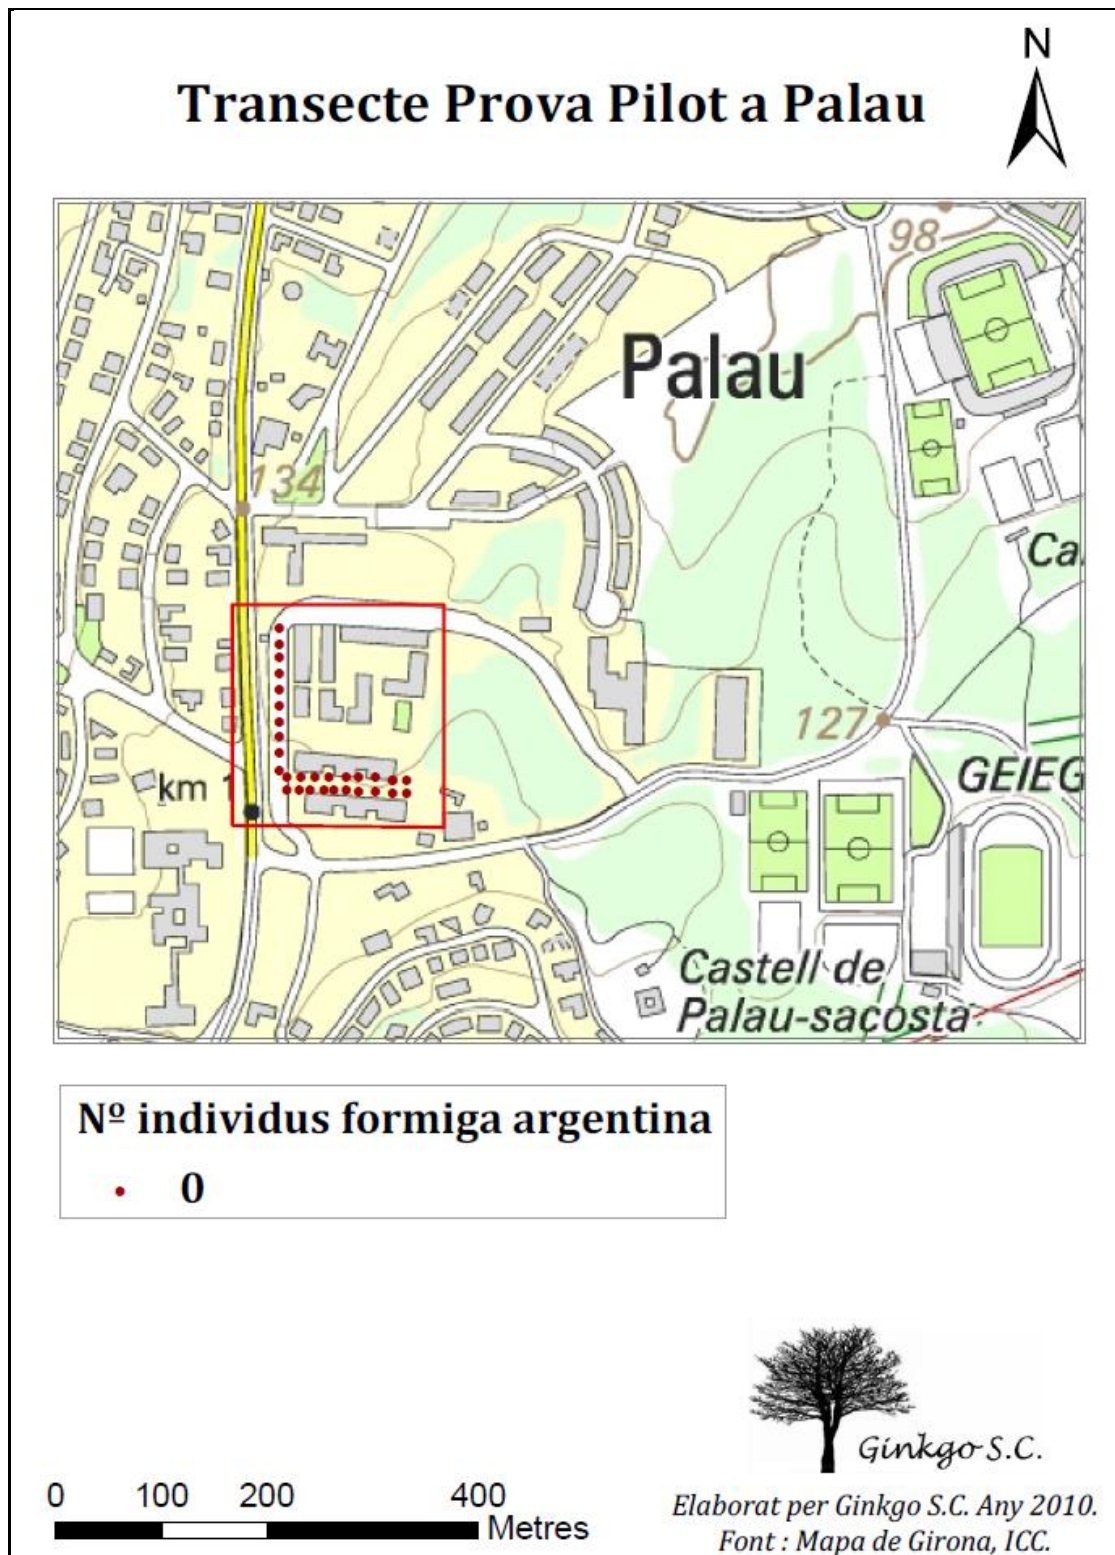 N
Transecte Prova Pilot a Palau
98
Palau
134
Ca
127
km 1
GEIEG
Castell de
Palau-sacosta
Nº individus formiga argentina
0
Ginkgo S.C.
0 100 200 400
Metres
Elaborat per Ginkgo S.C. Any 2010.
Font : Mapa de Girona, ICC.